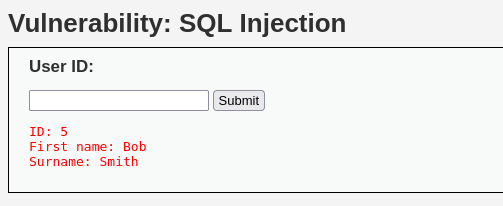 Vulnerability: SQL Injection
User ID:
Submit
ID: 5
First name: Bob
Surname: Smith